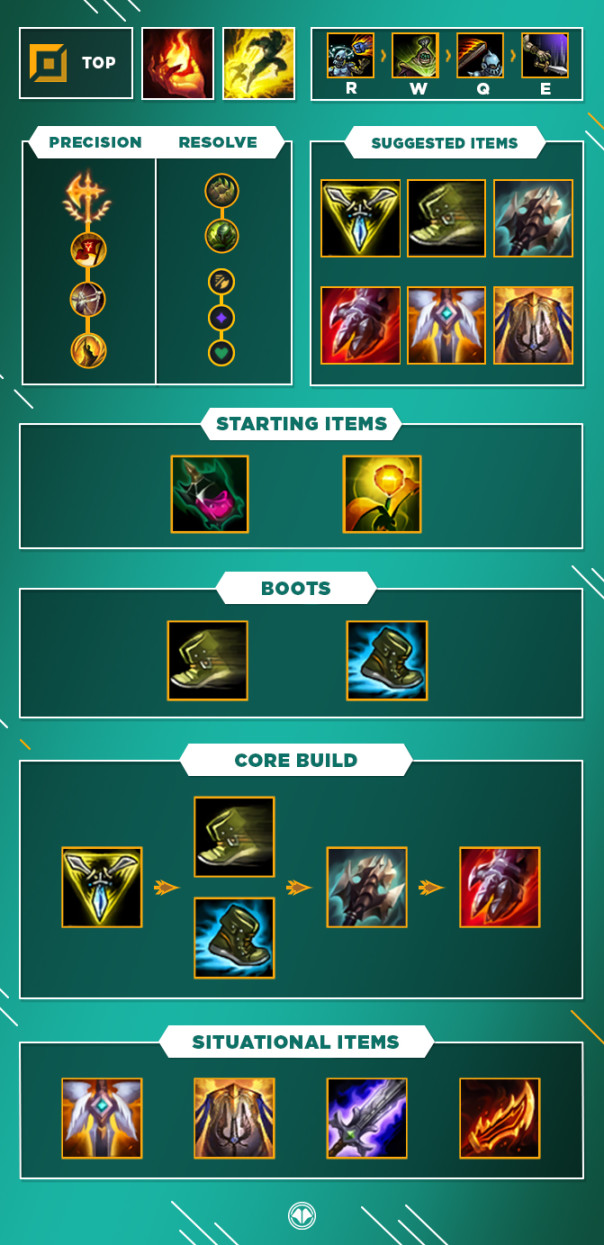 TOP
R W Q E
PRECISION RESOLVE
SUGGESTED ITEMS
STARTING ITEMS
BOOTS
CORE BUILD
SITUATIONAL ITEMS